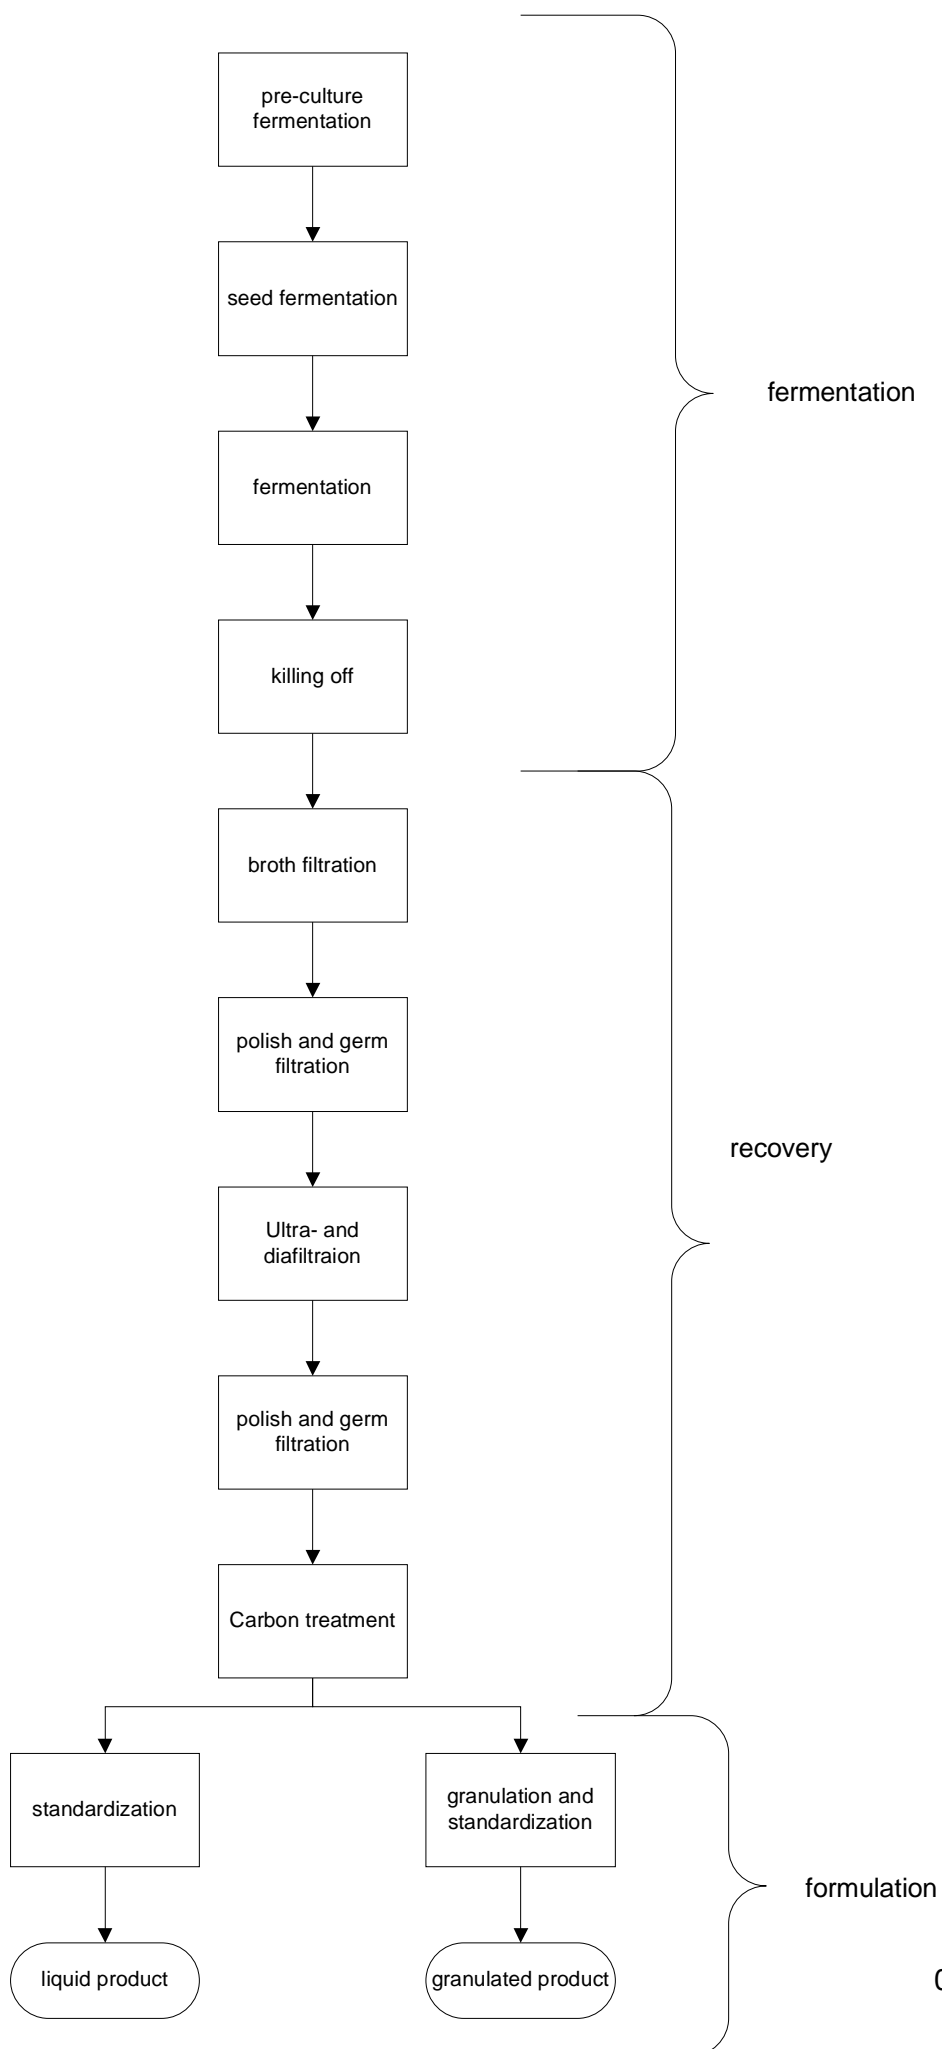 pre-culture
fermentation
seed fermentation
fermentation
fermentation
killing off
broth filtration
polish and germ
filtration
recovery
Ultra- and
diafiltraion
polish and germ
filtration
Carbon treatment
standardization
granulation and
standardization
formulation
liquid product
granulated product